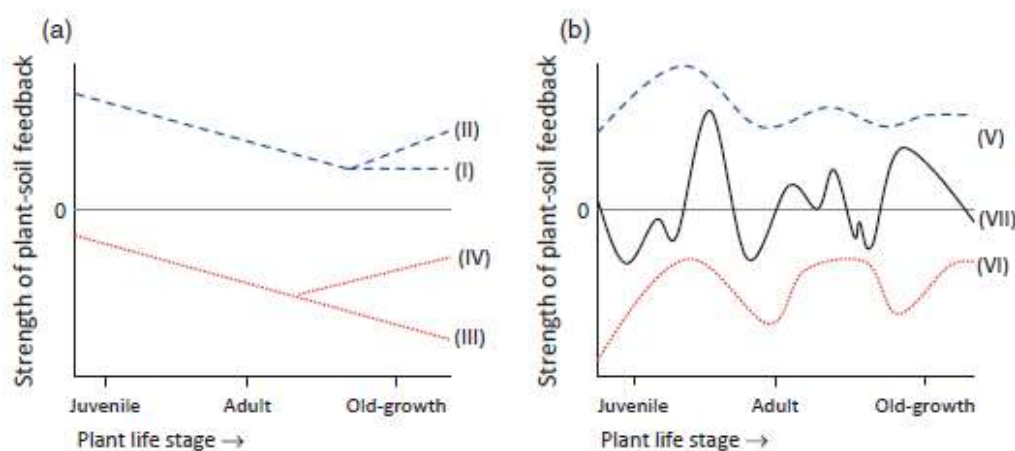 (a)
Strength of plant-soil feedback
0
(II)
(I)
(IV)
(III)
Juvenile Adult Old-growth
Plant life stage →
(b)
Strength of plant-soil feedback
0
(V)
(VII)
(VI)
Juvenile Adult Old-growth
Plant life stage →